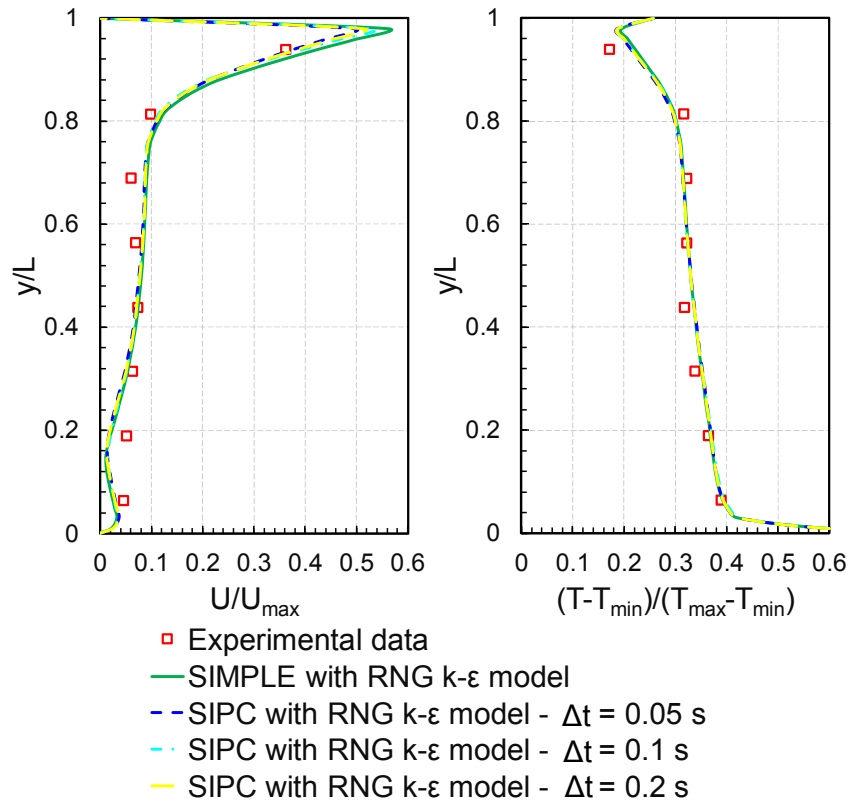 1
0.8
0.6
0.4
0.2
0
y/L
0 0.1 0.2 0.3 0.4 0.5 0.6
U/Umax
1
0.8
0.6
0.4
0.2
0
y/L
0 0.1 0.2 0.3 0.4 0.5 0.6
(T-Tmin)/(Tmax-Tmin)
Experimental data
SIMPLE with RNG k-ε model
SIPC with RNG k-ε model - Δt = 0.05 s
SIPC with RNG k-ε model - Δt = 0.1 s
SIPC with RNG k-ε model - Δt = 0.2 s